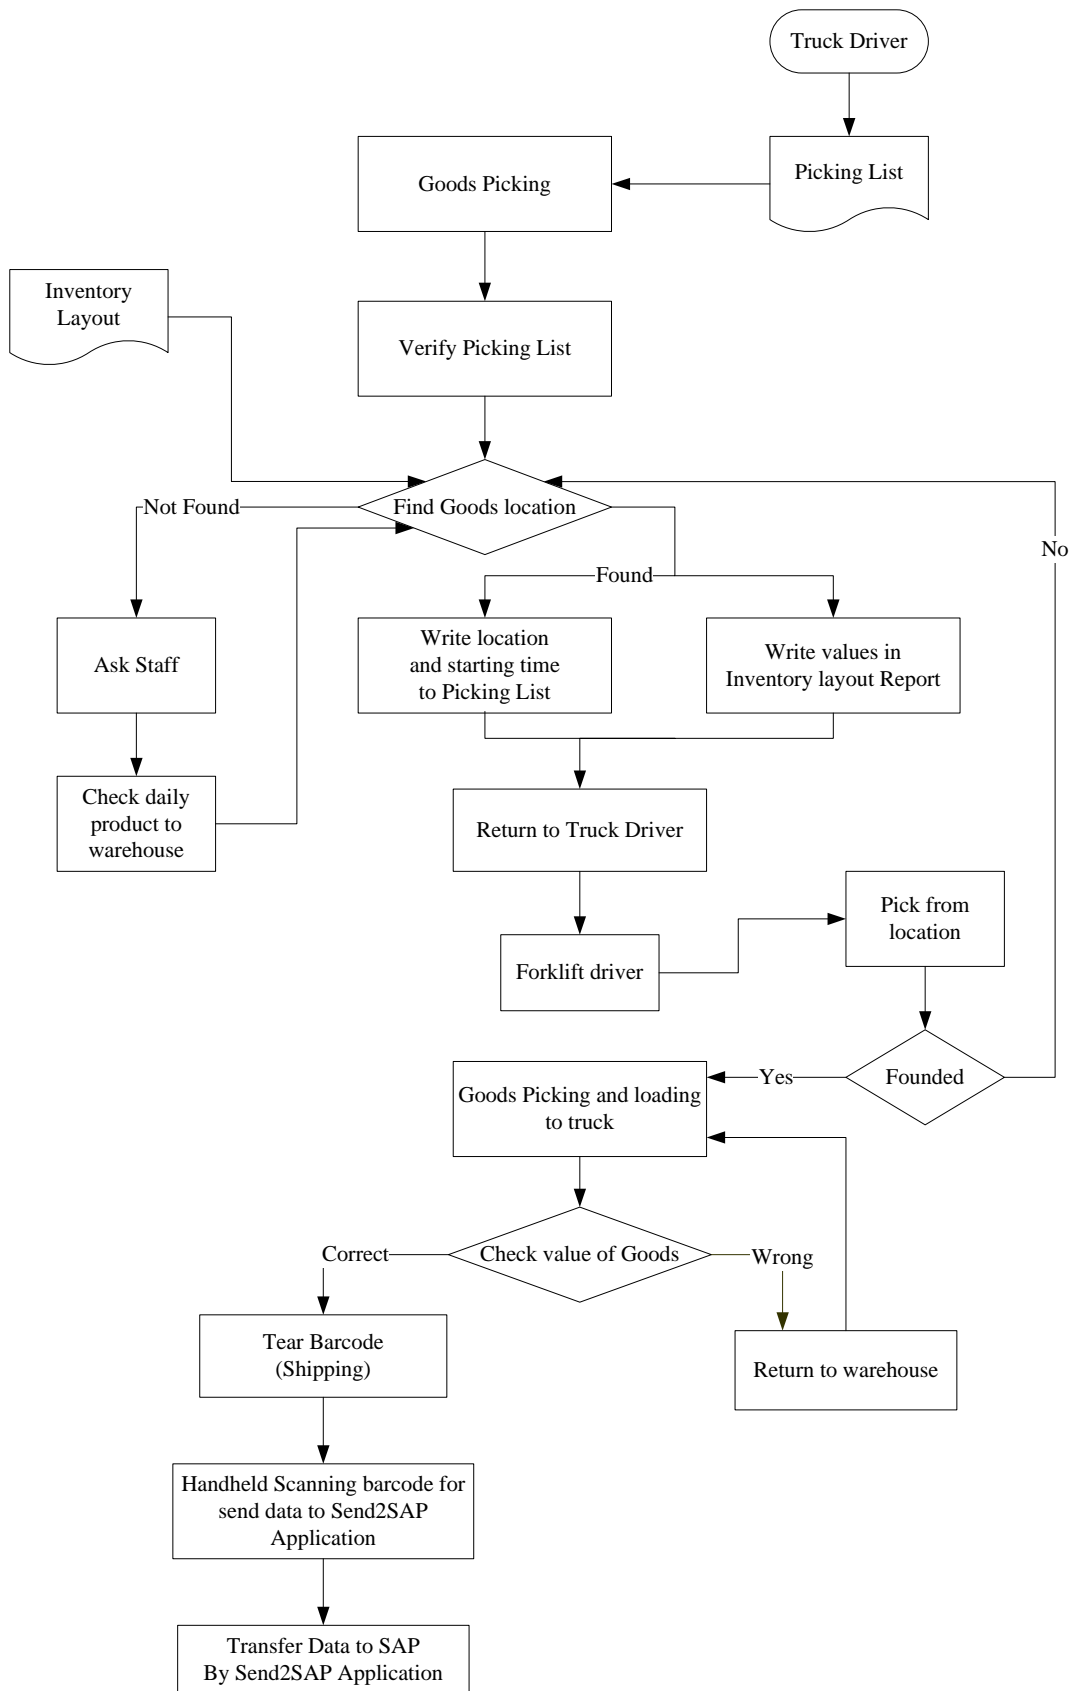 Truck Driver
Picking List
Goods Picking
Inventory
Layout
Verify Picking List
Find Goods location
Not Found
No
Found
Ask Staff
Write location
and starting time
to Picking List
Write values in
Inventory layout Report
Check daily
product to
warehouse
Return to Truck Driver
Pick from
location
Forklift driver
Founded
Yes
Goods Picking and loading
to truck
Check value of Goods
Correct
Wrong
Tear Barcode
(Shipping)
Return to warehouse
Handheld Scanning barcode for
send data to Send2SAP
Application
Transfer Data to SAP
By Send2SAP Application